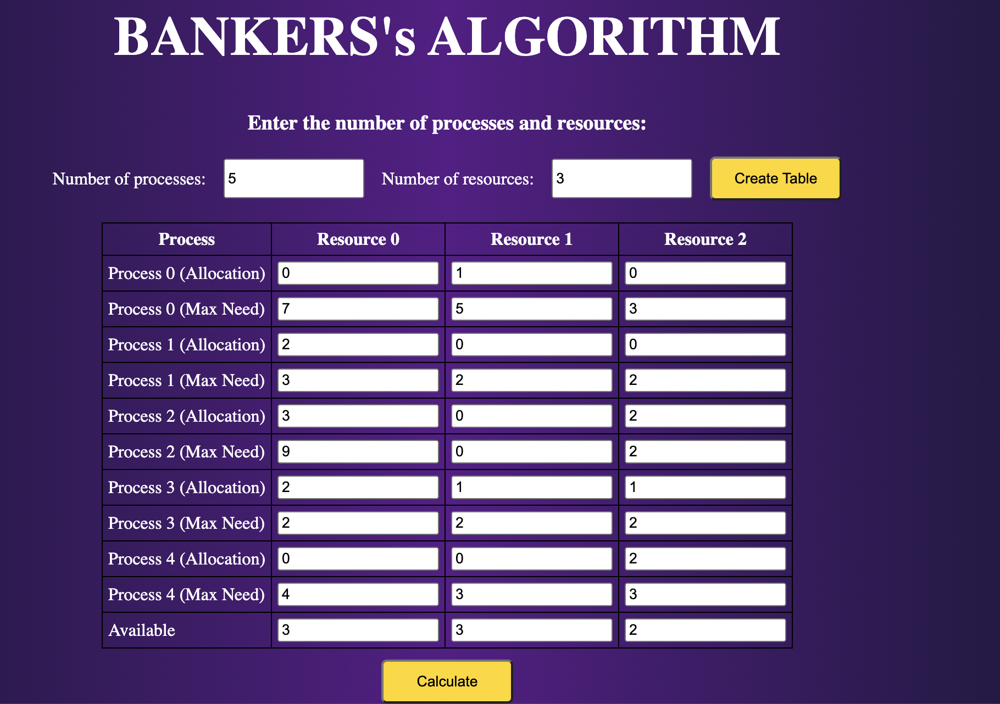 BANKERS's ALGORITHM
Enter the number of processes and resources:
Number of processes: 5 Number of resources: 3 Create Table
Process Resource 0 Resource 1 Resource 2
Process 0 (Allocation) 0 1 0
Process 0 (Max Need) 7 5 3
Process 1 (Allocation) 2 0 0
Process 1 (Max Need) 3 2 2
Process 2 (Allocation) 3 0 2
Process 2 (Max Need) 9 0 2
Process 3 (Allocation) 2 1 1
Process 3 (Max Need) 2 2 2
Process 4 (Allocation) 0 0 2
Process 4 (Max Need) 4 3 3
Available 3 3 2
Calculate